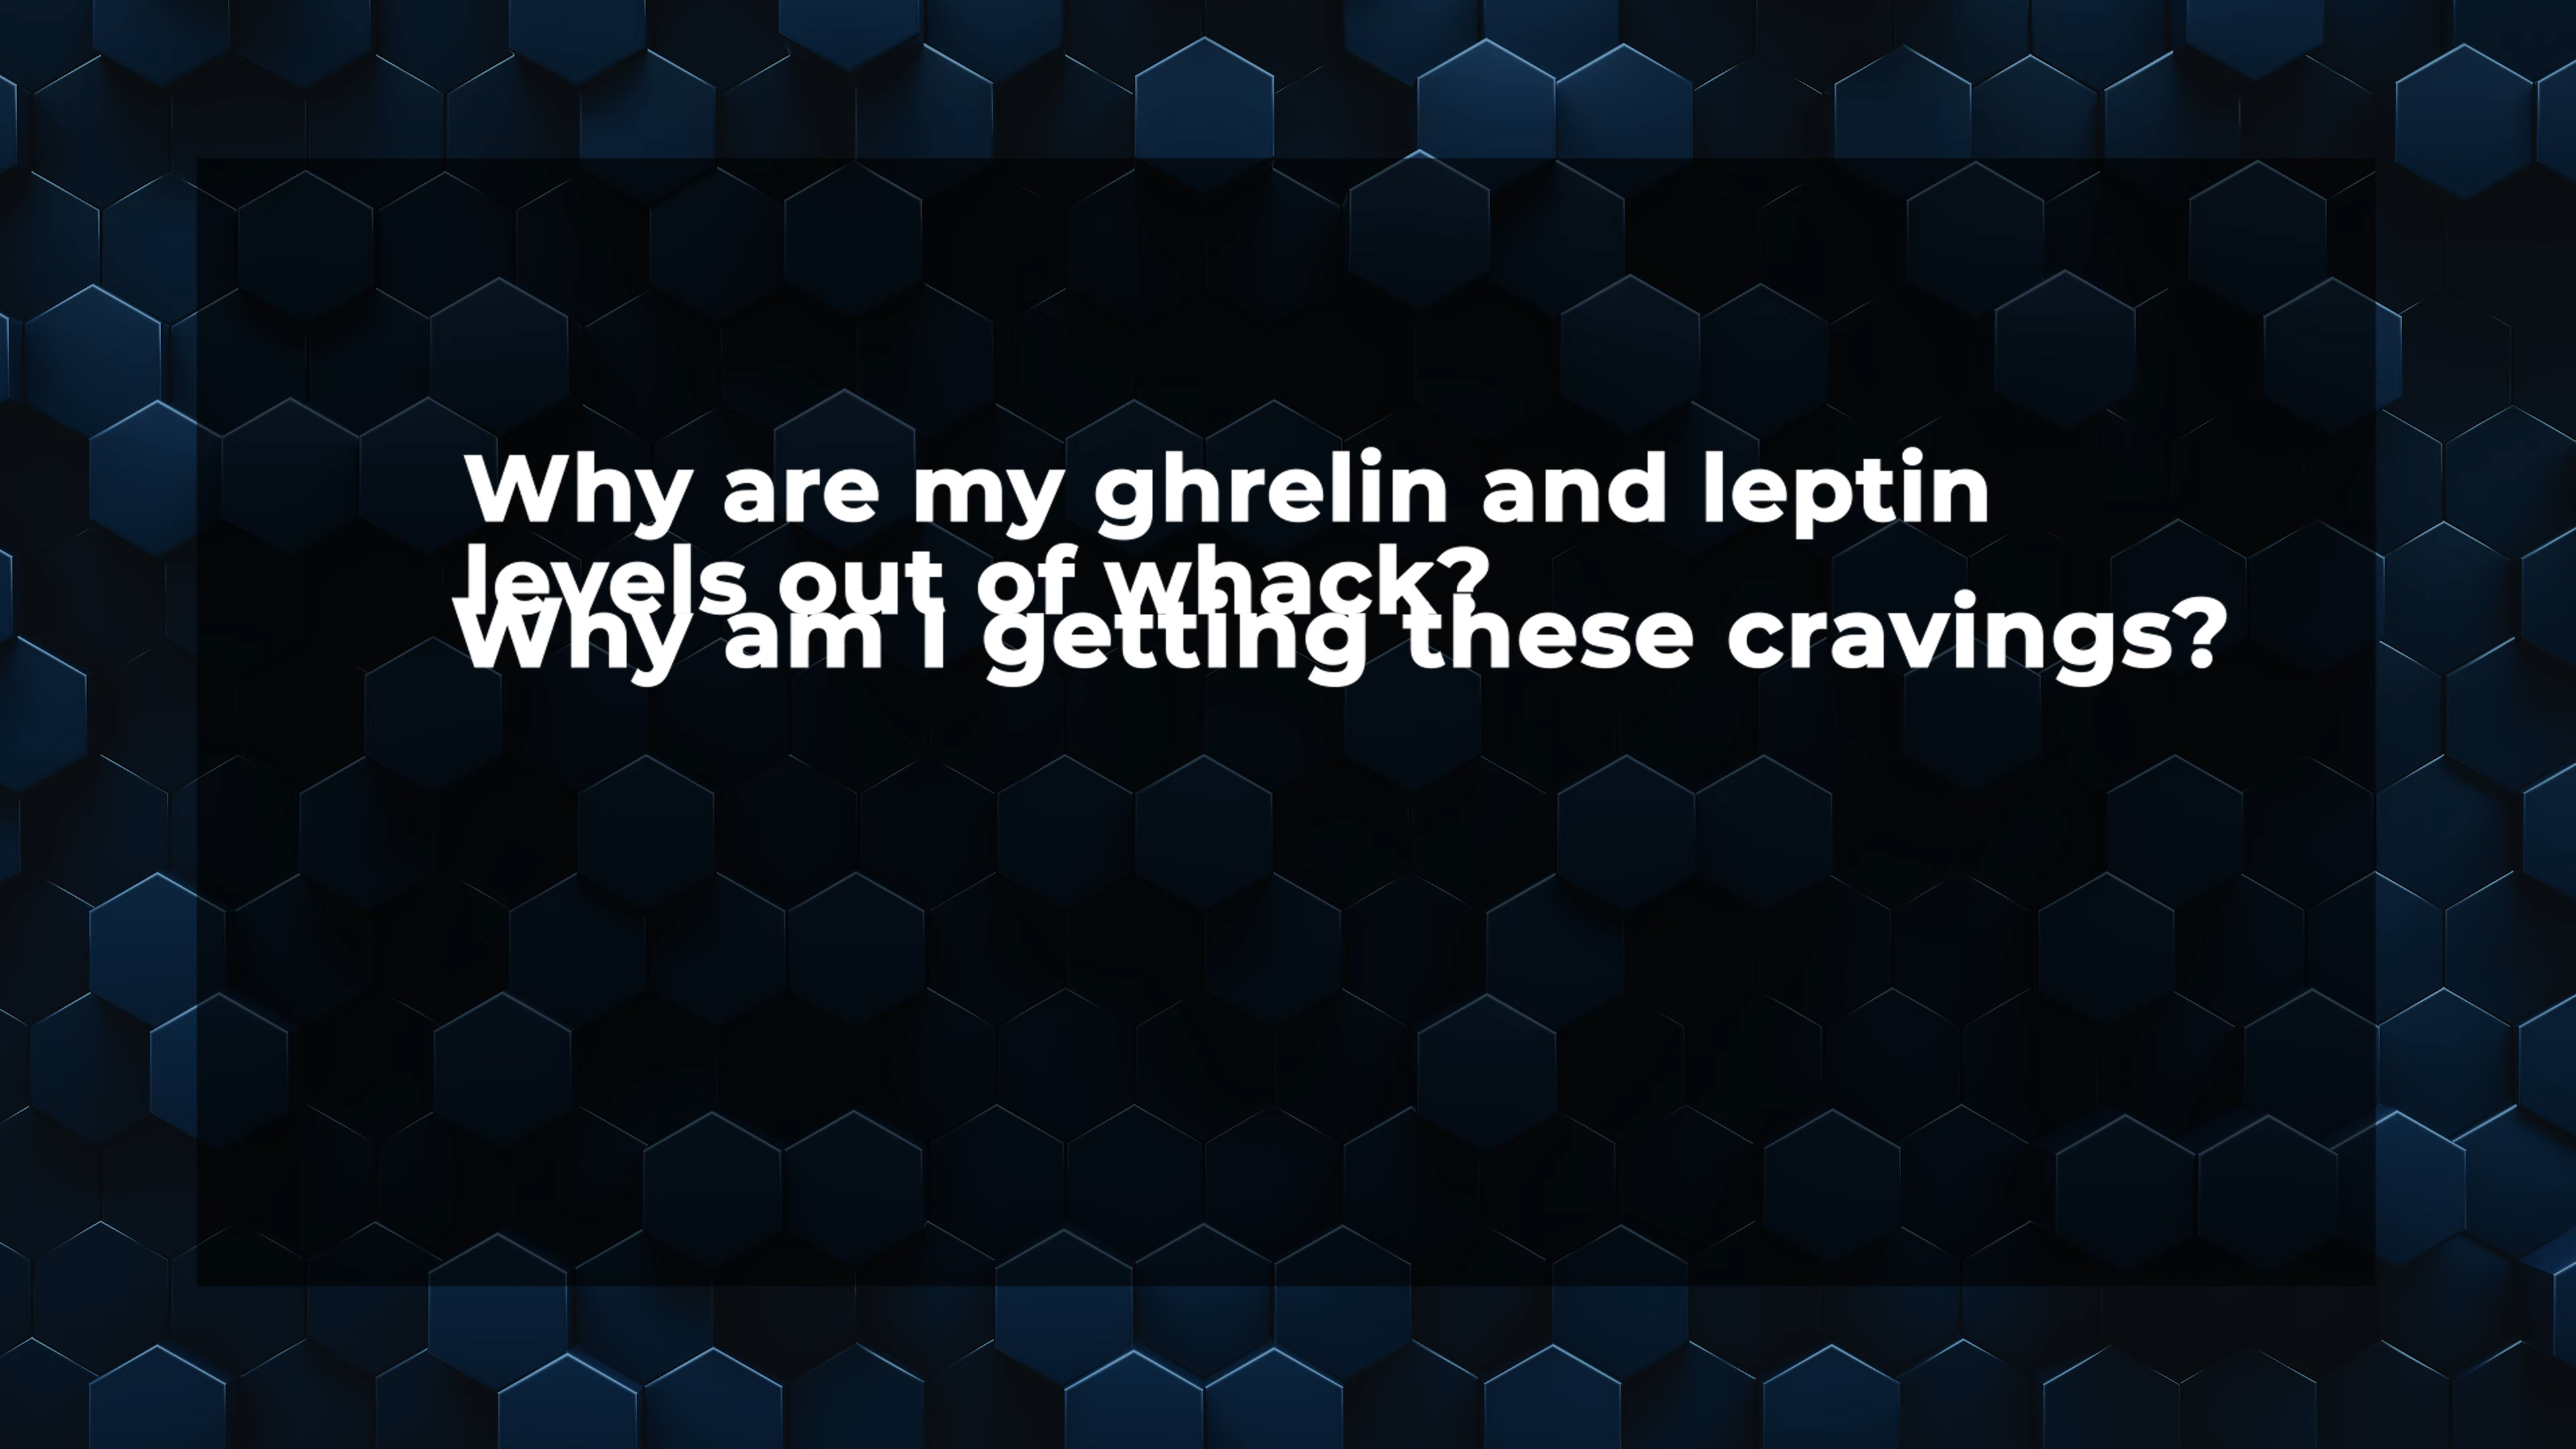 Why are my ghrelin and leptin
levels out of whack?
Why am I getting these cravings?